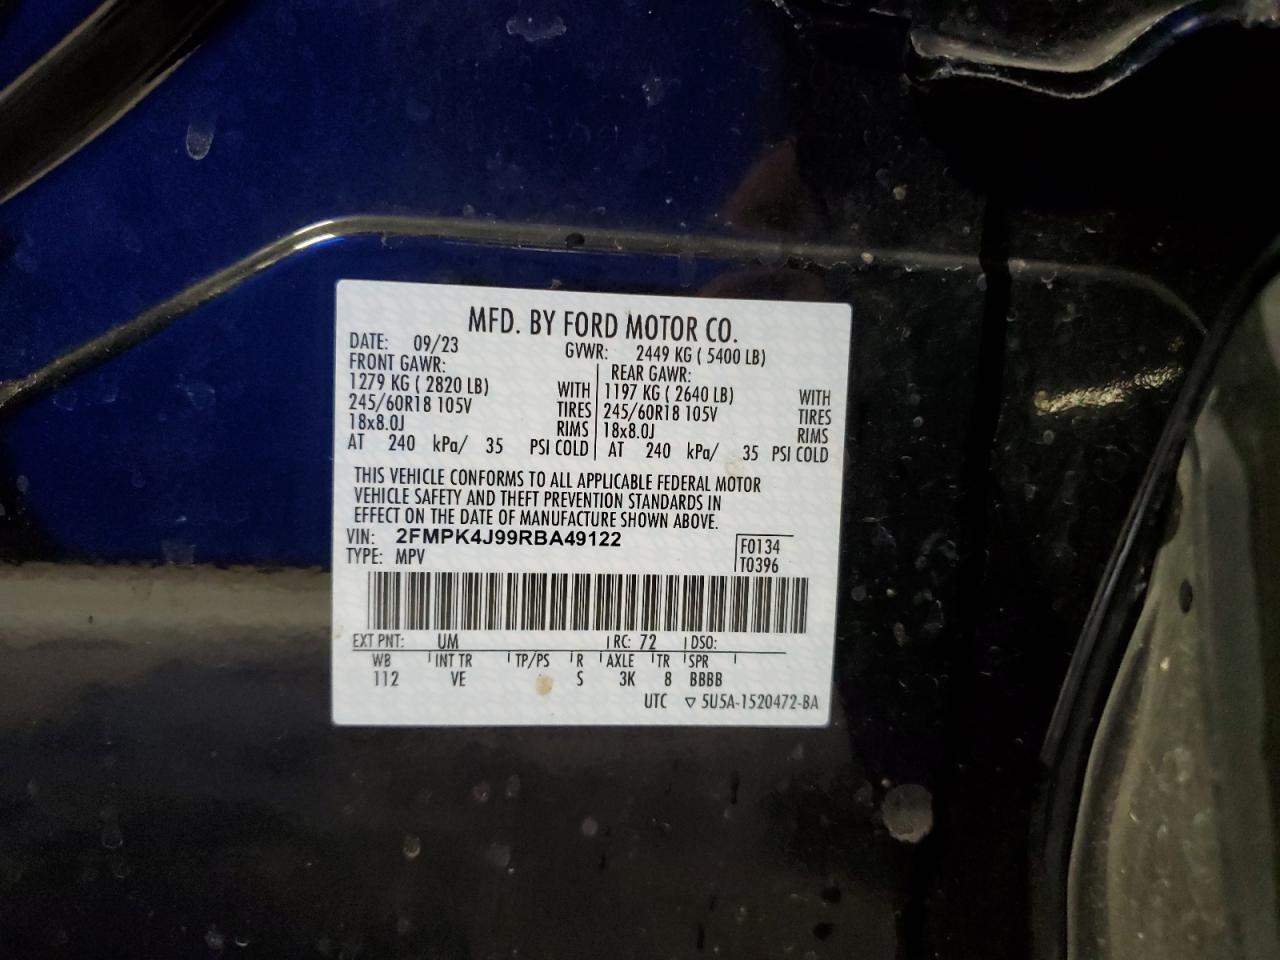 MFD. BY FORD MOTOR CO.
DATE: 09/23 GVWR: 2449 KG ( 5400 LB)
FRONT GAWR: REAR GAWR:
1279 KG ( 2820 LB) WITH 1197 KG ( 2640 LB) WITH
245/60R18 105V TIRES 245/60R18 105V TIRES
18x8.0J RIMS 18x8.0J RIMS
AT 240 kPa/ 35 PSI COLD AT 240 kPa/ 35 PSI COLD
THIS VEHICLE CONFORMS TO ALL APPLICABLE FEDERAL MOTOR
VEHICLE SAFETY AND THEFT PREVENTION STANDARDS IN
EFFECT ON THE DATE OF MANUFACTURE SHOWN ABOVE.
VIN: 2FMPK4J99RBA49122 F0134
TYPE: MPV T0396
EXT PNT: UM RC: 72 DSO:
WB INT TR TP/PS R AXLE TR SPR
112 VE S 3K 8 BBBB
UTC ▽ 5U5A-1520472-BA